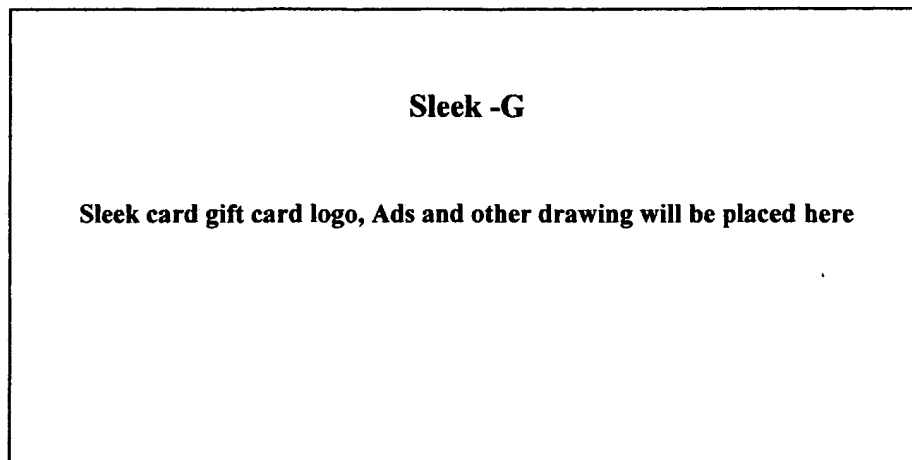 Sleek -G
Sleek card gift card logo, Ads and other drawing will be placed here